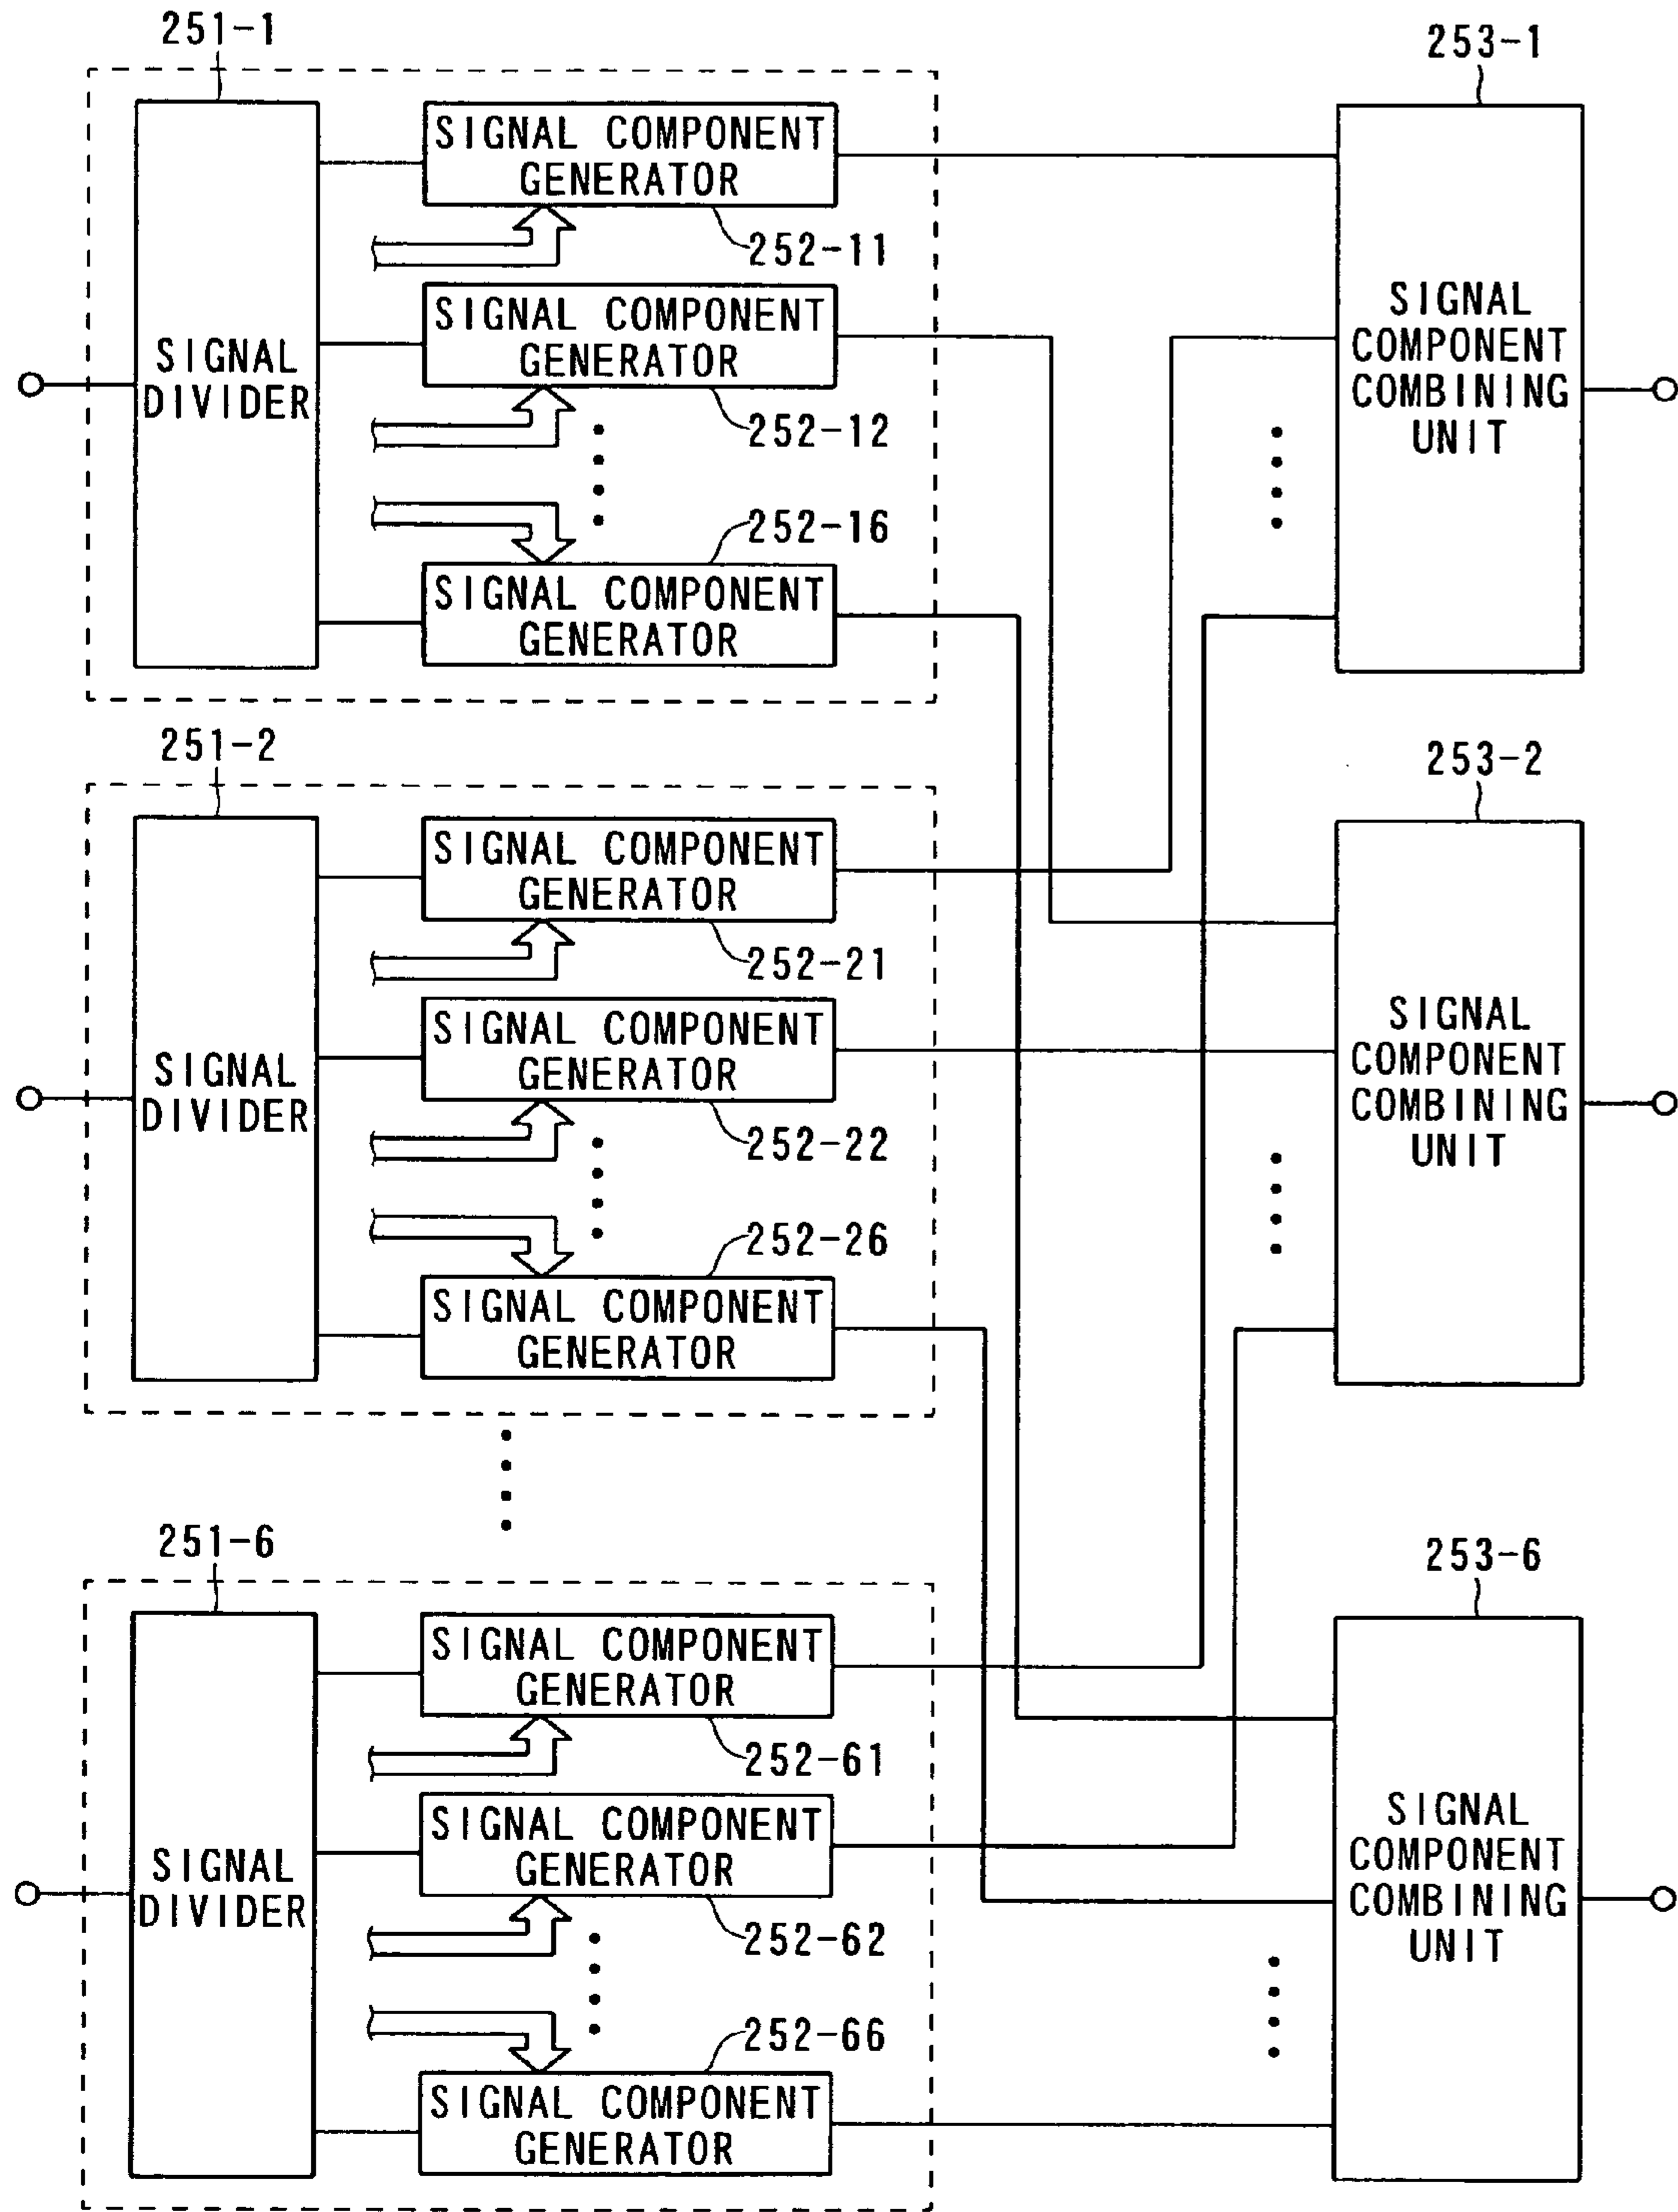 251-1
253-1
SIGNAL DIVIDER
SIGNAL COMPONENT
GENERATOR
252-11
SIGNAL COMPONENT
GENERATOR
252-12
252-16
SIGNAL COMPONENT
GENERATOR
SIGNAL
COMPONENT
COMBINING
UNIT
251-2
253-2
SIGNAL
DIVIDER
SIGNAL COMPONENT
GENERATOR
252-21
SIGNAL COMPONENT
GENERATOR
252-22
252-26
SIGNAL COMPONENT
GENERATOR
SIGNAL
COMPONENT
COMBINING
UNIT
251-6
253-6
SIGNAL
DIVIDER
SIGNAL COMPONENT
GENERATOR
252-61
SIGNAL COMPONENT
GENERATOR
252-62
252-66
SIGNAL COMPONENT
GENERATOR
SIGNAL
COMPONENT
COMBINING
UNIT